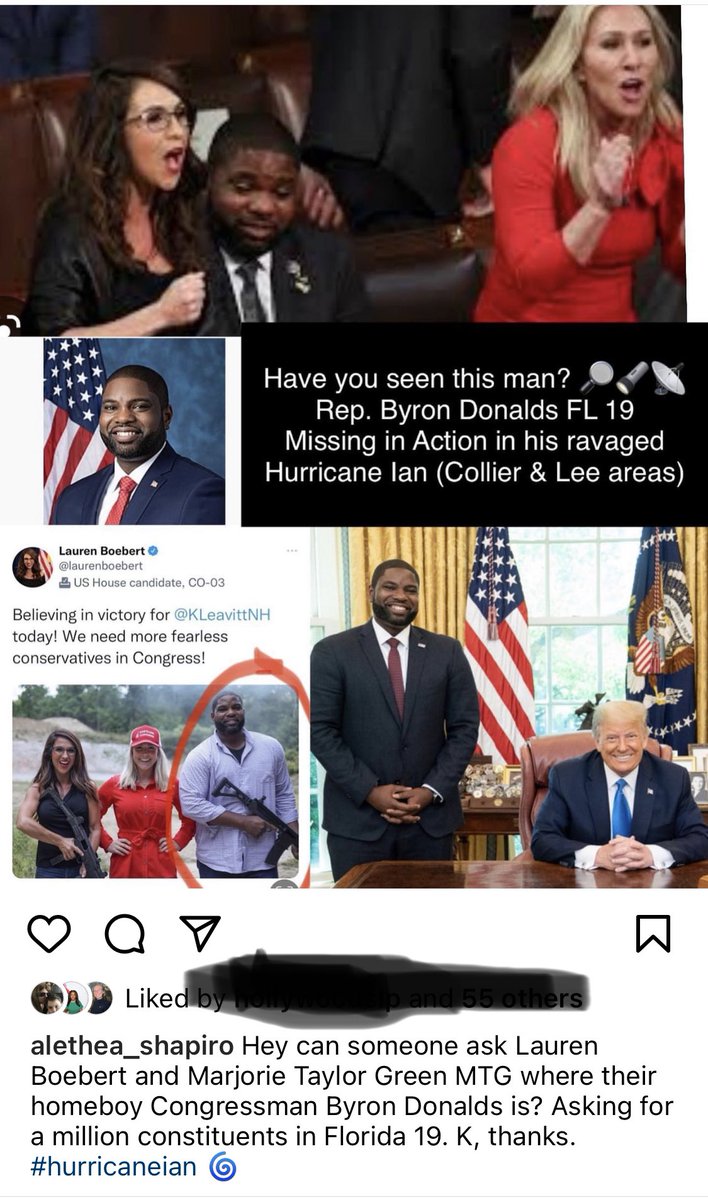 Have you seen this man? 🔎🔦📡
Rep. Byron Donalds FL 19
Missing in Action in his ravaged
Hurricane Ian (Collier & Lee areas)
Lauren Boebert
@laurenboebert
US House candidate, CO-03
Believing in victory for @KLeavittNH
today! We need more fearless
conservatives in Congress!
Liked by and 55 others
alethea_shapiro Hey can someone ask Lauren
Boebert and Marjorie Taylor Green MTG where their
homeboy Congressman Byron Donalds is? Asking for
a million constituents in Florida 19. K, thanks.
#hurricaneian 🌀